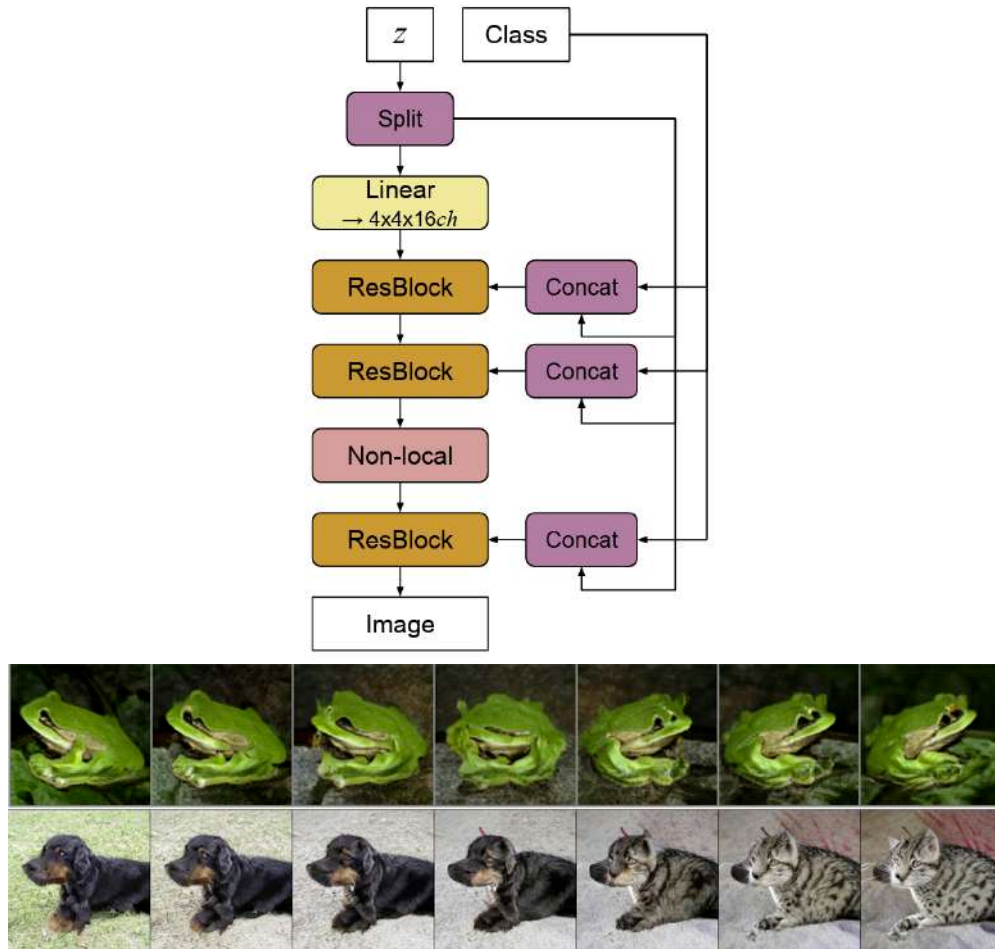 z
Class
Split
Linear
→ 4x4x16ch
ResBlock
Concat
ResBlock
Concat
Non-local
ResBlock
Concat
Image